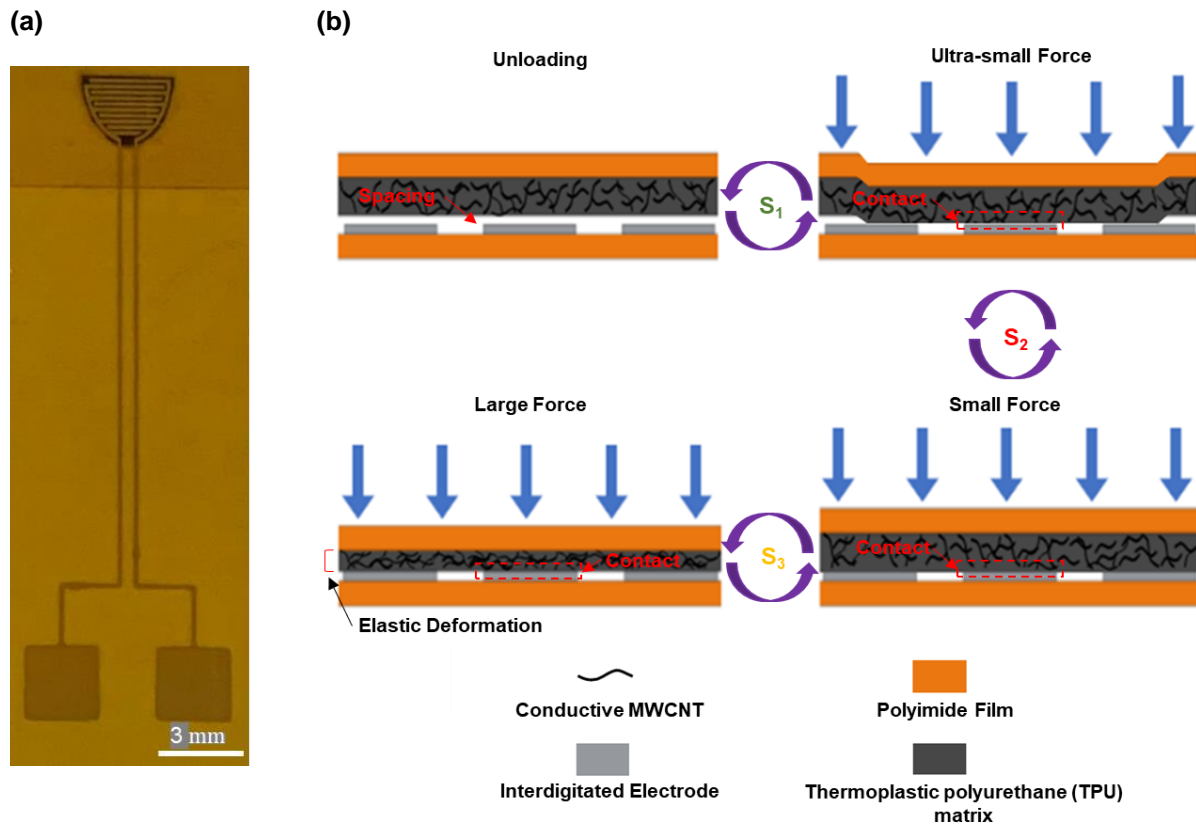 (a)
(b)
Unloading
Ultra-small Force
Spacing
S1
Contact
S2
Large Force
Small Force
Contact
S3
Contact
Elastic Deformation
Conductive MWCNT
Polyimide Film
Interdigitated Electrode
Thermoplastic polyurethane (TPU)
matrix
3 mm